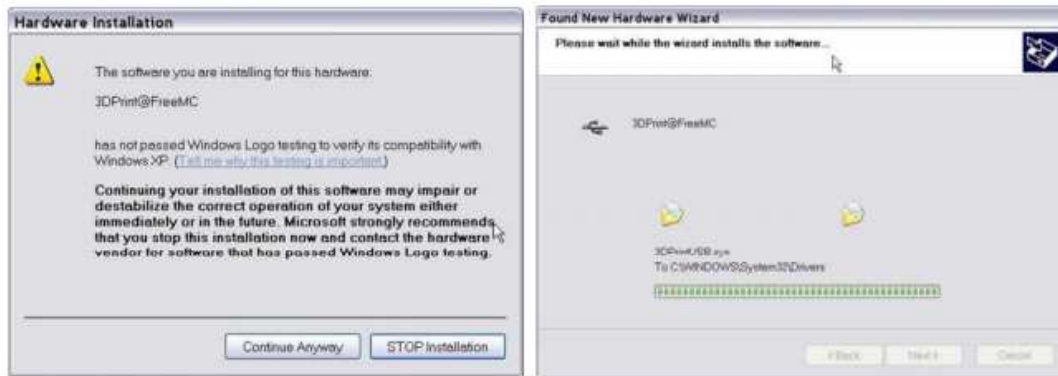 Hardware Installation
The software you are installing for this hardware:
3DPrint@FreeMC
has not passed Windows Logo testing to verify its compatibility with
Windows XP. (Tell me why this testing is important.)
Continuing your installation of this software may impair or
destabilize the correct operation of your system either
immediately or in the future. Microsoft strongly recommends
that you stop this installation now and contact the hardware
vendor for software that has passed Windows Logo testing.
Continue Anyway
STOP Installation
Found New Hardware Wizard
Please wait while the wizard installs the software...
3DPrint@FreeMC
3DPrintUSB.sys
To C:\WINDOWS\System32\Drivers
< Back
Next >
Cancel